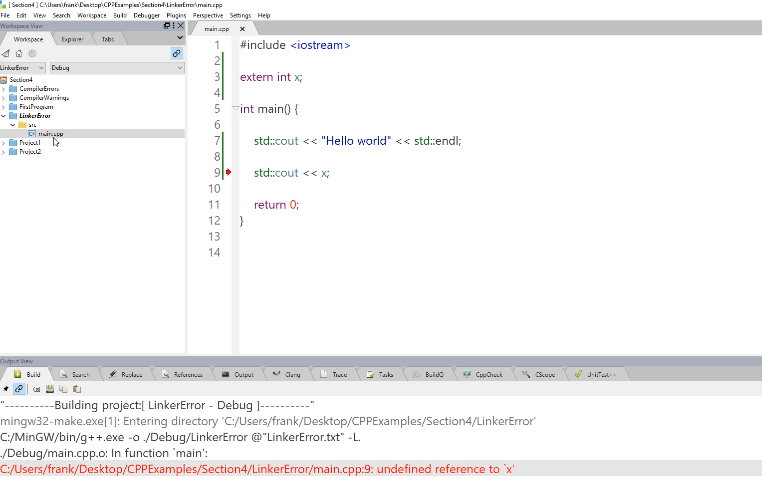 [ Section4 ] C:\Users\frank\Desktop\CPPExamples\Section4\LinkerError\main.cpp
File Edit View Search Workspace Build Debugger Plugins Perspective Settings Help
Workspace View
main.cpp
Workspace Explorer Tabs
LinkerError Debug
Section4
CompilerErrors
CompilerWarnings
FirstProgram
LinkerError
src
main.cpp
Project1
Project2
1 #include <iostream>
2
3 extern int x;
4
5 int main() {
6
7 std::cout << "Hello world" << std::endl;
8
9 std::cout << x;
10
11 return 0;
12 }
13
14
Output View
Build Search Replace References Output Clang Trace Tasks BuildQ CppCheck CScope UnitTest++
"----------Building project:[ LinkerError - Debug ]----------"
mingw32-make.exe[1]: Entering directory 'C:/Users/frank/Desktop/CPPExamples/Section4/LinkerError'
C:/MinGW/bin/g++.exe -o ./Debug/LinkerError @"LinkerError.txt" -L.
./Debug/main.cpp.o: In function `main':
C:/Users/frank/Desktop/CPPExamples/Section4/LinkerError/main.cpp:9: undefined reference to `x'